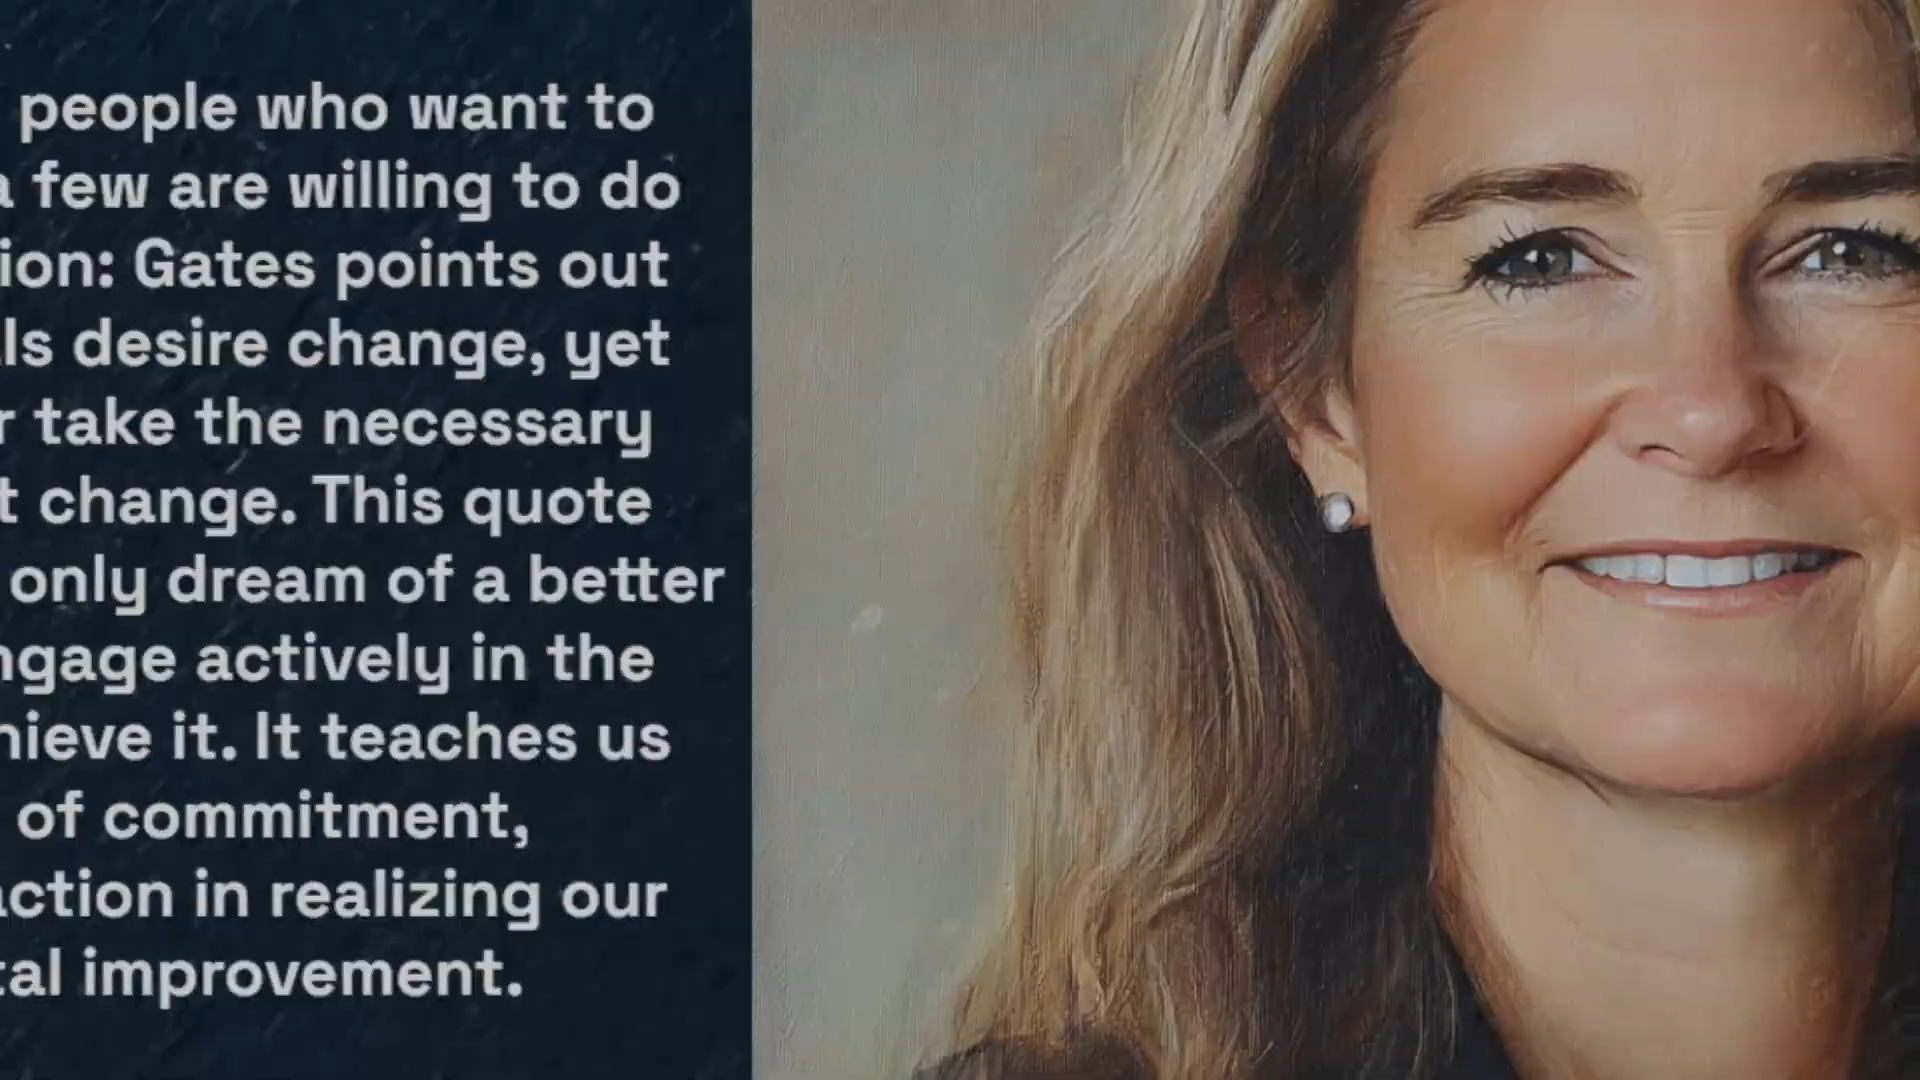 people who want to
a few are willing to do
ion: Gates points out
ls desire change, yet
r take the necessary
t change. This quote
only dream of a better
ngage actively in the
hieve it. It teaches us
of commitment,
action in realizing our
tal improvement.